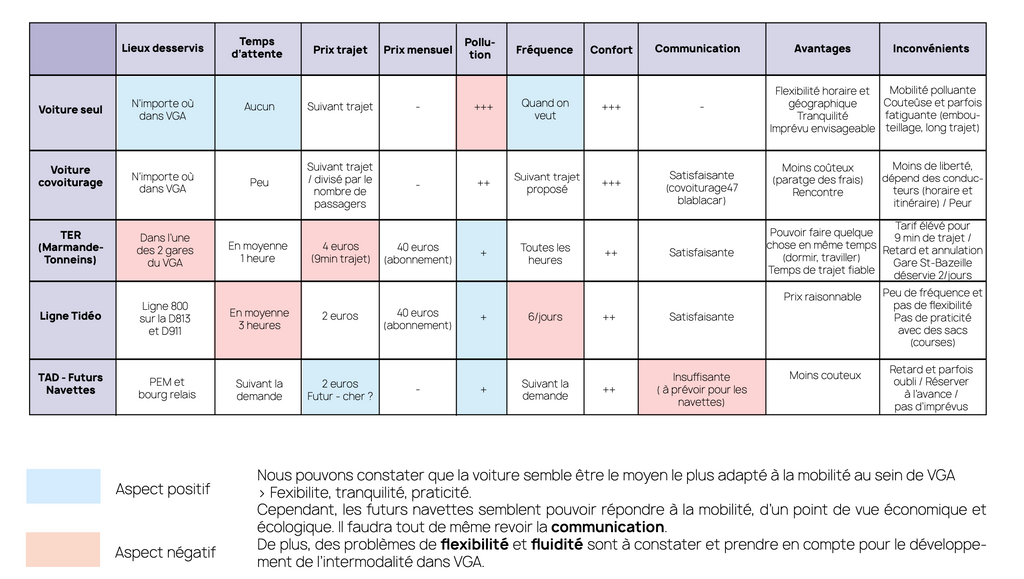 Lieux desservis
Temps
d'attente
Prix trajet
Prix mensuel
Pollu-
tion
Fréquence
Confort
Communication
Avantages
Inconvénients
Voiture seul
N'importe où
dans VGA
Aucun
Suivant trajet
-
+++
Quand on
veut
+++
-
Flexibilité horaire et
géographique
Tranquilité
Imprévu envisageable
Mobilité polluante
Couteûse et parfois
fatiguante (embou-
teillage, long trajet)
Voiture
covoiturage
N'importe où
dans VGA
Peu
Suivant trajet
/ divisé par le
nombre de
passagers
-
++
Suivant trajet
proposé
+++
Satisfaisante
(covoiturage47
blablacar)
Moins coûteux
(paratge des frais)
Rencontre
Moins de liberté,
dépend des conduc-
teurs (horaire et
itinéraire) / Peur
TER
(Marmande-
Tonneins)
Dans l'une
des 2 gares
du VGA
En moyenne
1 heure
4 euros
(9min trajet)
40 euros
(abonnement)
+
Toutes les
heures
++
Satisfaisante
Pouvoir faire quelque
chose en même temps
(dormir, traviller)
Temps de trajet fiable
Tarif élévé pour
9 min de trajet /
Retard et annulation
Gare St-Bazeille
déservie 2/jours
Ligne Tidéo
Ligne 800
sur la D813
et D911
En moyenne
3 heures
2 euros
40 euros
(abonnement)
+
6/jours
++
Satisfaisante
Prix raisonnable
Peu de fréquence et
pas de flexibilité
Pas de praticité
avec des sacs
(courses)
TAD - Futurs
Navettes
PEM et
bourg relais
Suivant la
demande
2 euros
Futur - cher ?
-
+
Suivant la
demande
++
Insuffisante
( à prévoir pour les
navettes)
Moins couteux
Retard et parfois
oubli / Réserver
à l'avance /
pas d'imprévus
Aspect positif
Aspect négatif
Nous pouvons constater que la voiture semble être le moyen le plus adapté à la mobilité au sein de VGA
> Fexibilite, tranquilité, praticité.
Cependant, les futurs navettes semblent pouvoir répondre à la mobilité, d'un point de vue économique et
écologique. Il faudra tout de même revoir la communication.
De plus, des problèmes de flexibilité et fluidité sont à constater et prendre en compte pour le développe-
ment de l'intermodalité dans VGA.